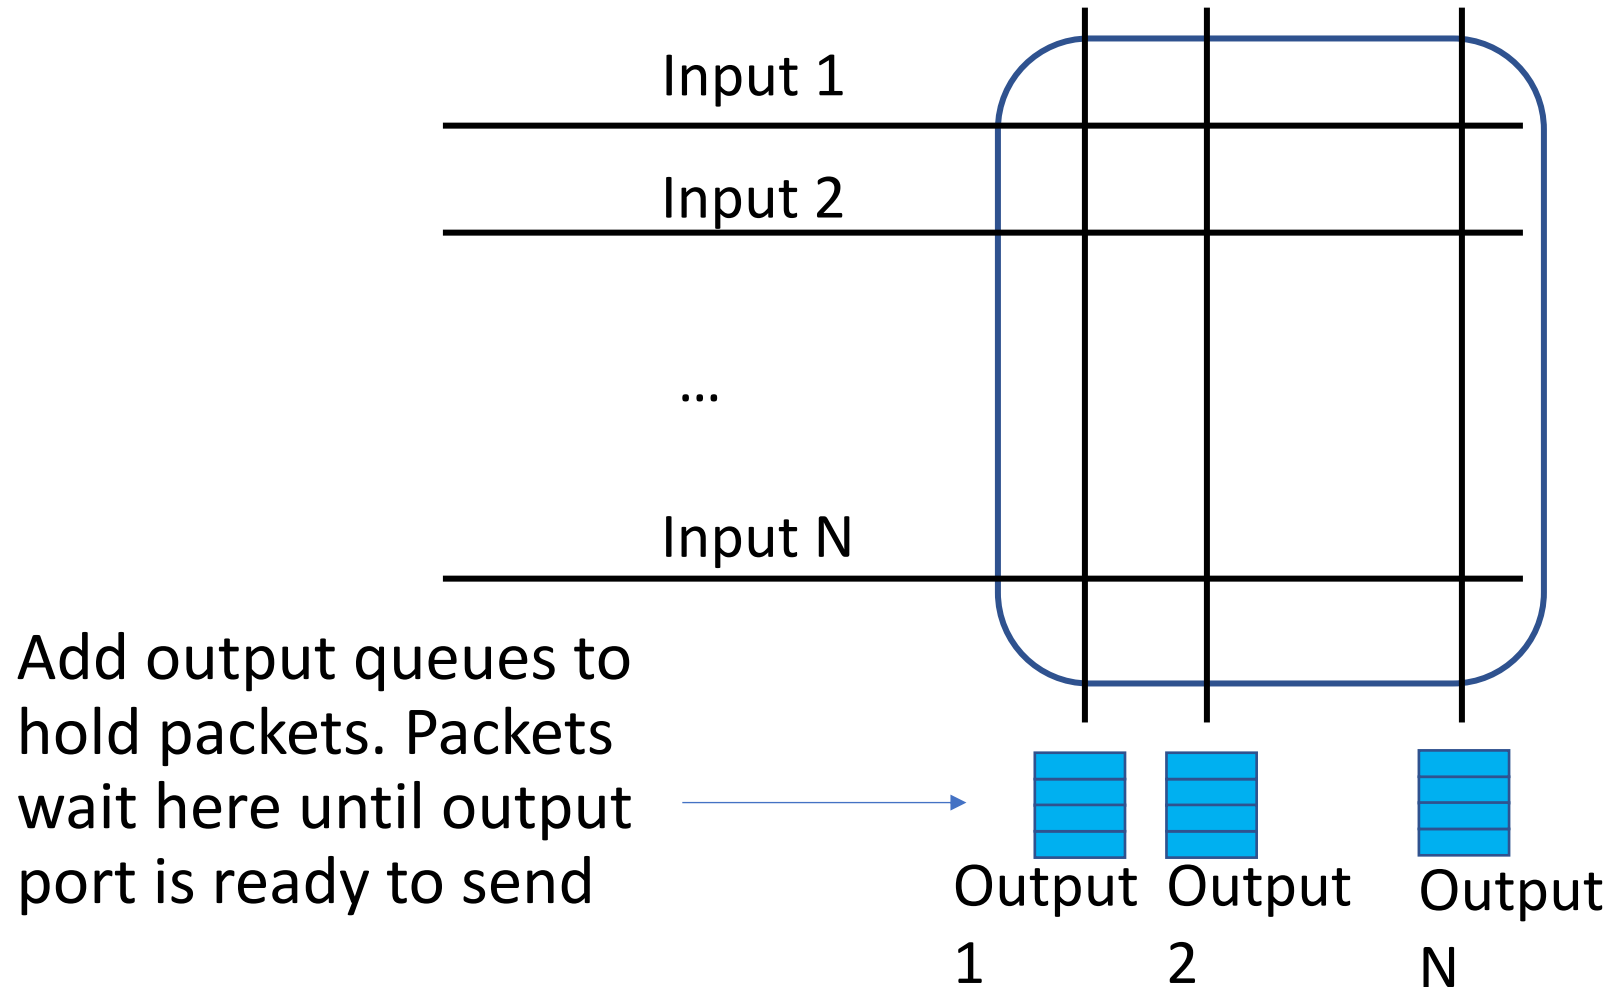 Input 1
Input 2
...
Input N
Add output queues to
hold packets. Packets
wait here until output
port is ready to send
Output
1
Output
2
Output
N